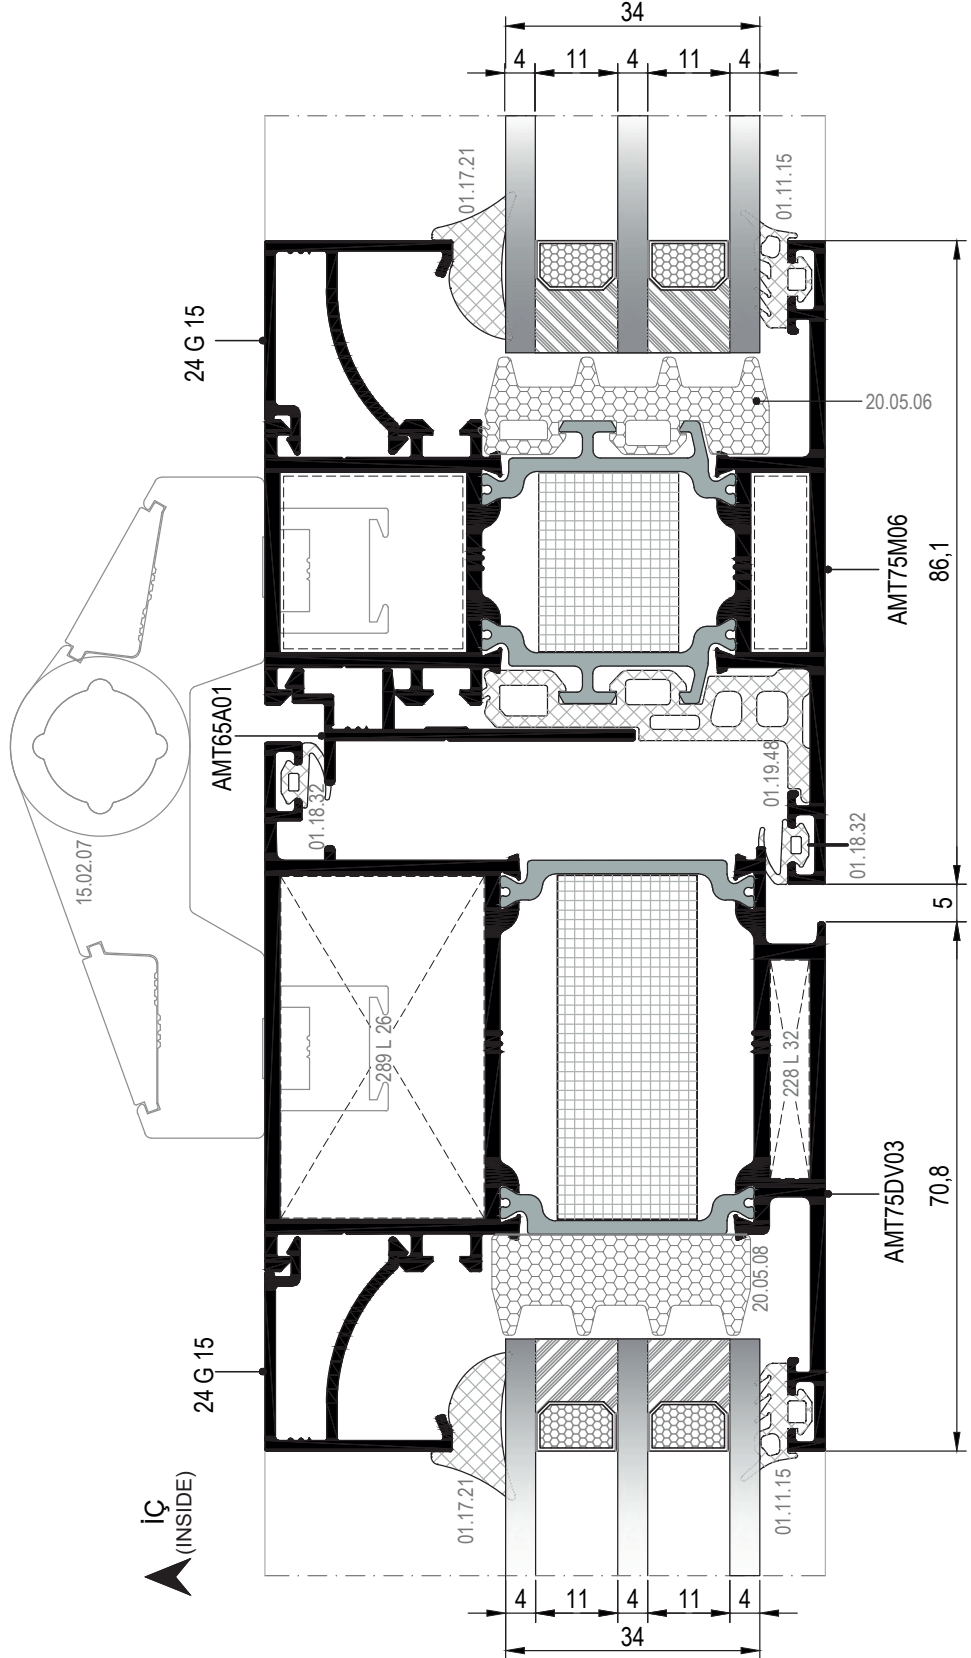 34
4
11
4
11
4
01.17.21
01.11.15
24 G 15
20.05.06
AMT75M06
86,1
AMT65A01
01.18.32
01.19.48
01.18.32
15.02.07
5
289 L 26
228 L 32
AMT75DV03
70,8
20.05.08
24 G 15
01.17.21
01.11.15
İÇ
(INSIDE)
4
11
4
11
4
34